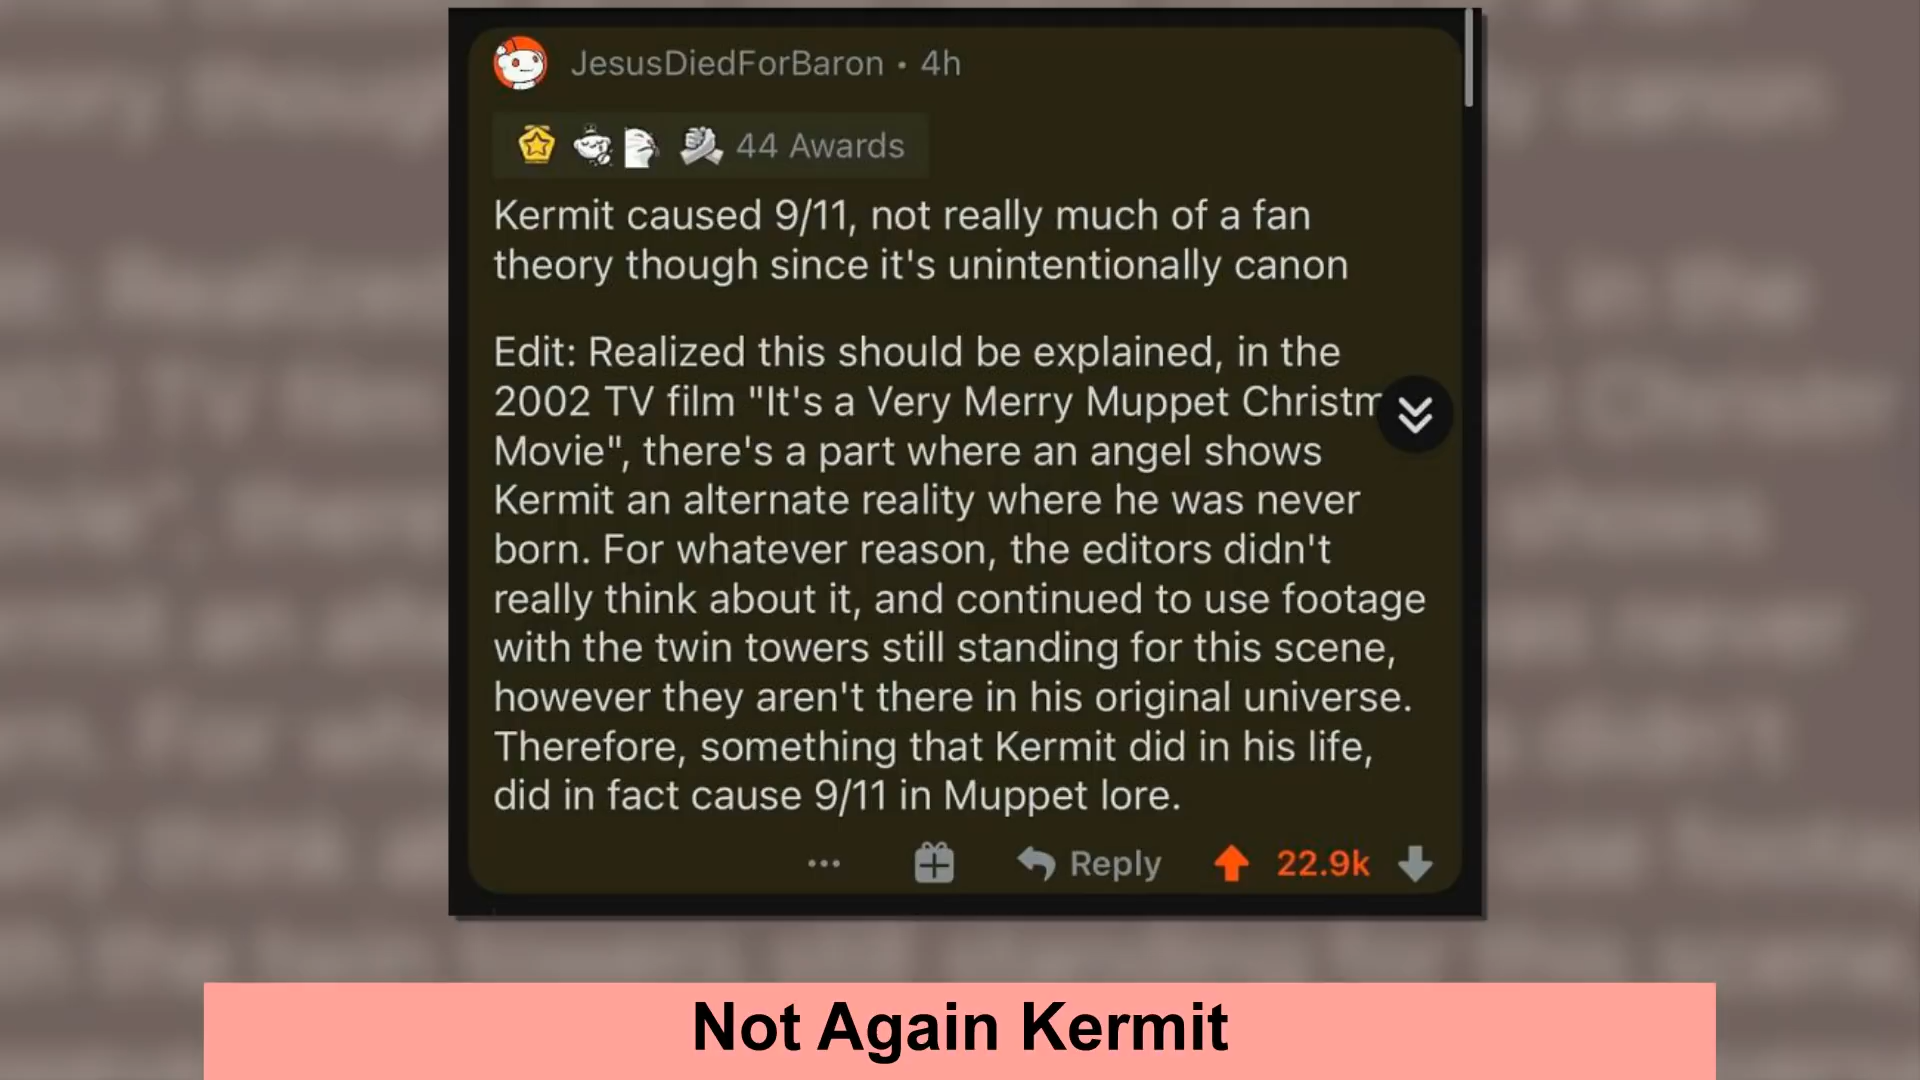 JesusDiedForBaron • 4h
44 Awards
Kermit caused 9/11, not really much of a fan
theory though since it's unintentionally canon
Edit: Realized this should be explained, in the
2002 TV film "It's a Very Merry Muppet Christm
Movie", there's a part where an angel shows
Kermit an alternate reality where he was never
born. For whatever reason, the editors didn't
really think about it, and continued to use footage
with the twin towers still standing for this scene,
however they aren't there in his original universe.
Therefore, something that Kermit did in his life,
did in fact cause 9/11 in Muppet lore.
Reply 22.9k
Not Again Kermit